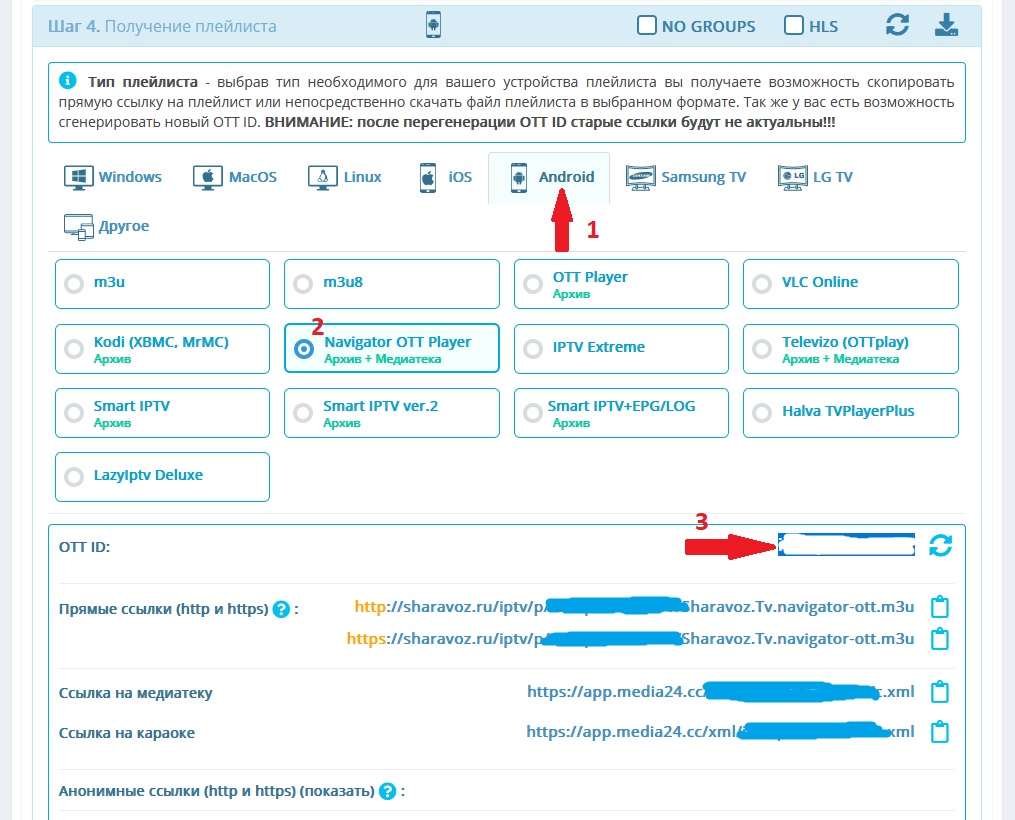 Шаг 4. Получение плейлиста NO GROUPS HLS
Тип плейлиста - выбрав тип необходимого для вашего устройства плейлиста вы получаете возможность скопировать
прямую ссылку на плейлист или непосредственно скачать файл плейлиста в выбранном формате. Так же у вас есть возможность
сгенерировать новый OTT ID. ВНИМАНИЕ: после перегенерации OTT ID старые ссылки будут не актуальны!!!
Windows MacOS Linux iOS Android Samsung TV LG TV
1
Другое
m3u m3u8 OTT Player VLC Online
Архив
2
Kodi (XBMC, MrMC) Navigator OTT Player IPTV Extreme Televizo (OTTplay)
Архив Архив + Медиатека Архив + Медиатека
Smart IPTV Smart IPTV ver.2 Smart IPTV+EPG/LOG Halva TVPlayerPlus
Архив Архив Архив
LazyIptv Deluxe
3
OTT ID:
Прямые ссылки (http и https) ? : http://sharavoz.ru/iptv/p/ Sharavoz.Tv.navigator-ott.m3u
https://sharavoz.ru/iptv/p /Sharavoz.Tv.navigator-ott.m3u
Ссылка на медиатеку https://app.media24.cc/ .xml
Ссылка на караоке https://app.media24.cc/xml/ xml
Анонимные ссылки (http и https) (показать) ? :